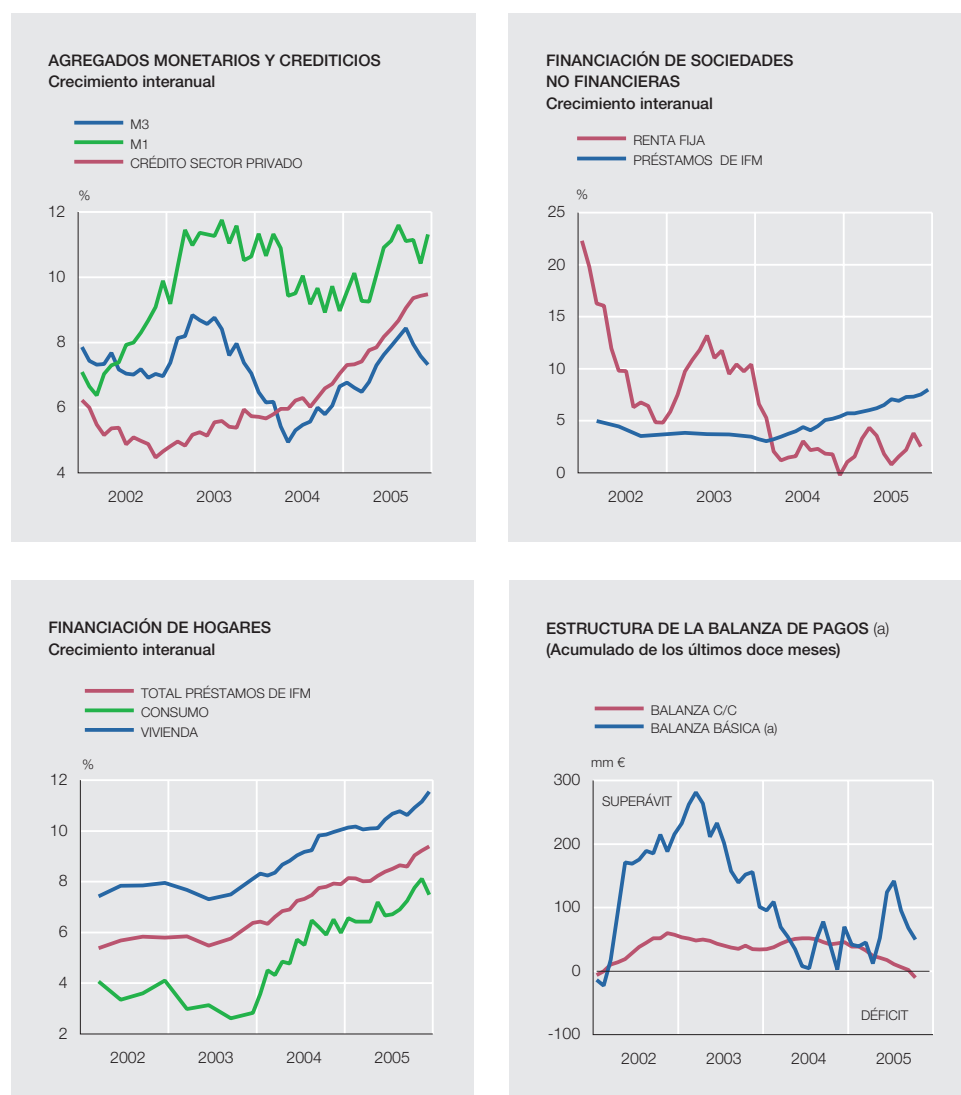 AGREGADOS MONETARIOS Y CREDITICIOS
Crecimiento interanual
M3
M1
CRÉDITO SECTOR PRIVADO
%
12
10
8
6
4
2002 2003 2004 2005
FINANCIACIÓN DE SOCIEDADES
NO FINANCIERAS
Crecimiento interanual
RENTA FIJA
PRÉSTAMOS DE IFM
%
25
20
15
10
5
0
2002 2003 2004 2005
FINANCIACIÓN DE HOGARES
Crecimiento interanual
TOTAL PRÉSTAMOS DE IFM
CONSUMO
VIVIENDA
%
12
10
8
6
4
2
2002 2003 2004 2005
ESTRUCTURA DE LA BALANZA DE PAGOS (a)
(Acumulado de los últimos doce meses)
BALANZA C/C
BALANZA BÁSICA (a)
mm €
300
SUPERÁVIT
200
100
0
DÉFICIT
-100
2002 2003 2004 2005